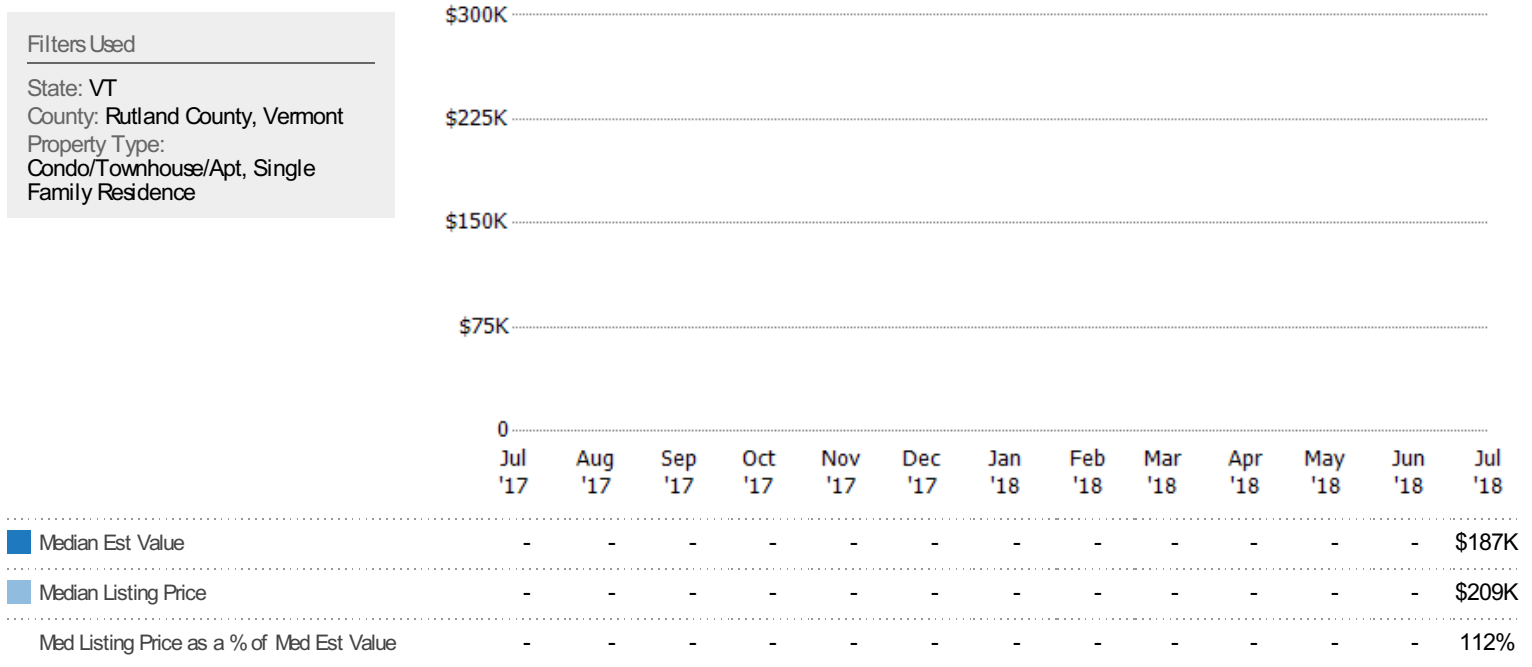 Filters Used
State: VT
County: Rutland County, Vermont
Property Type:
Condo/Townhouse/Apt, Single
Family Residence
$300K
$225K
$150K
$75K
0
Jul Aug Sep Oct Nov Dec Jan Feb Mar Apr May Jun Jul
'17 '17 '17 '17 '17 '17 '18 '18 '18 '18 '18 '18 '18
Median Est Value - - - - - - - - - - - - $187K
Median Listing Price - - - - - - - - - - - - $209K
Med Listing Price as a % of Med Est Value - - - - - - - - - - - - 112%